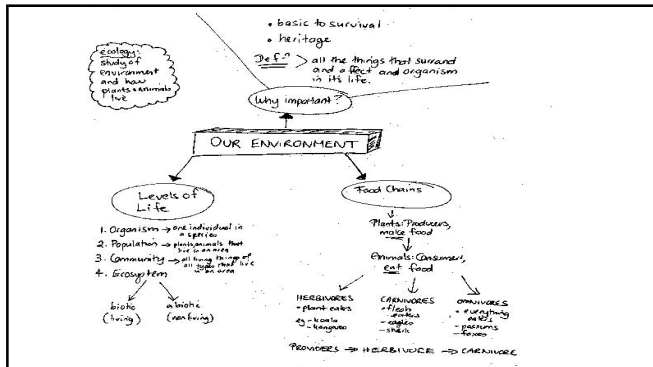 • basic to survival
• heritage
Def.? > all the things that surrand
and affect and organism
in its life.
ecology:
study of
environment
and how
plants + animals
live
Why important?
OUR ENVIRONMENT
Levels of
Life
1. Organism → one individual in
a species
2. Population → plants, animals that
live in an area
3. Community → all living things of
all types that live
in an area
4. Ecosystem
biotic
(living)
abiotic
(nonliving)
Food Chains
Plants: Producers,
make food
Animals: Consumers,
eat food
HERBIVORES
• plant eaters
eg - koala
- kangaroo
CARNIVORES
• flesh
eaters
- eagles
- shark
OMNIVORES
• everything
eaters
- possums
- foxes
PROVIDERS → HERBIVORE → CARNIVORE